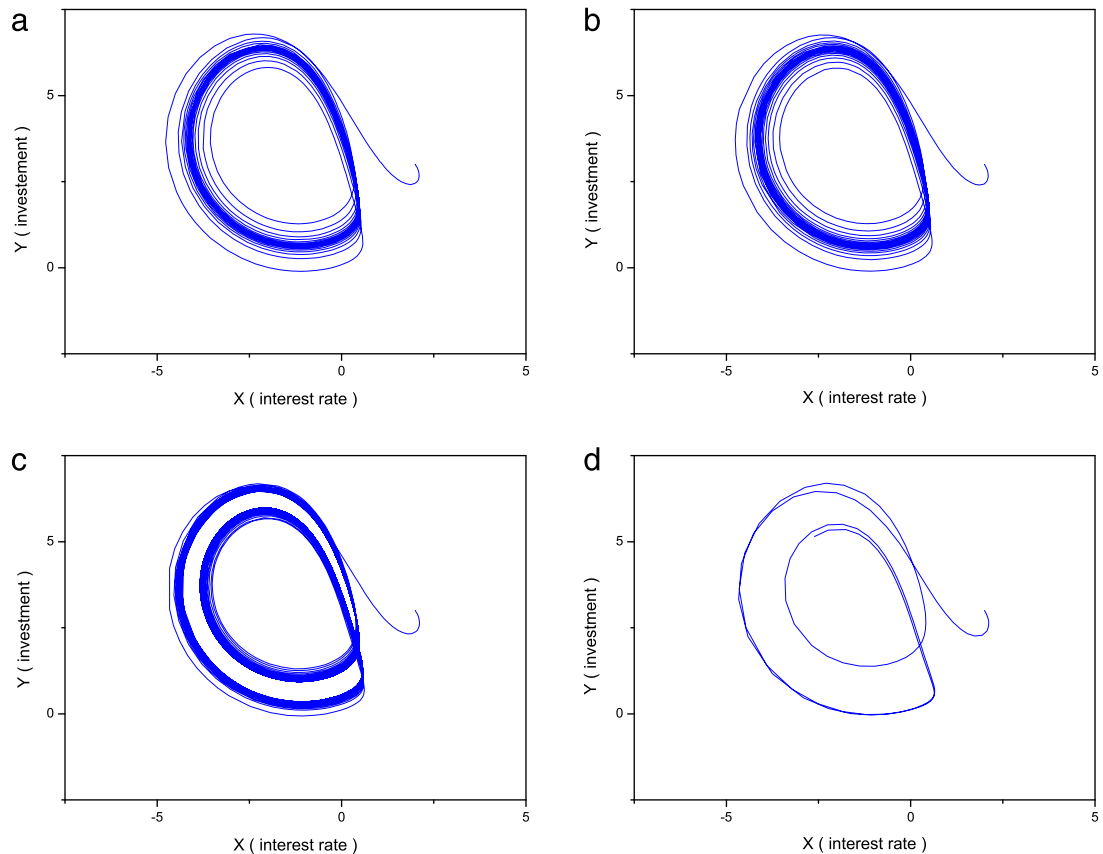 a
5
0
-5
0
5
Y ( investement )
X ( interest rate )
b
5
0
-5
0
5
Y ( investment )
X ( interest rate )
c
5
0
-5
0
5
Y ( investment )
X ( interest rate )
d
5
0
-5
0
5
Y ( investment )
X ( interest rate )